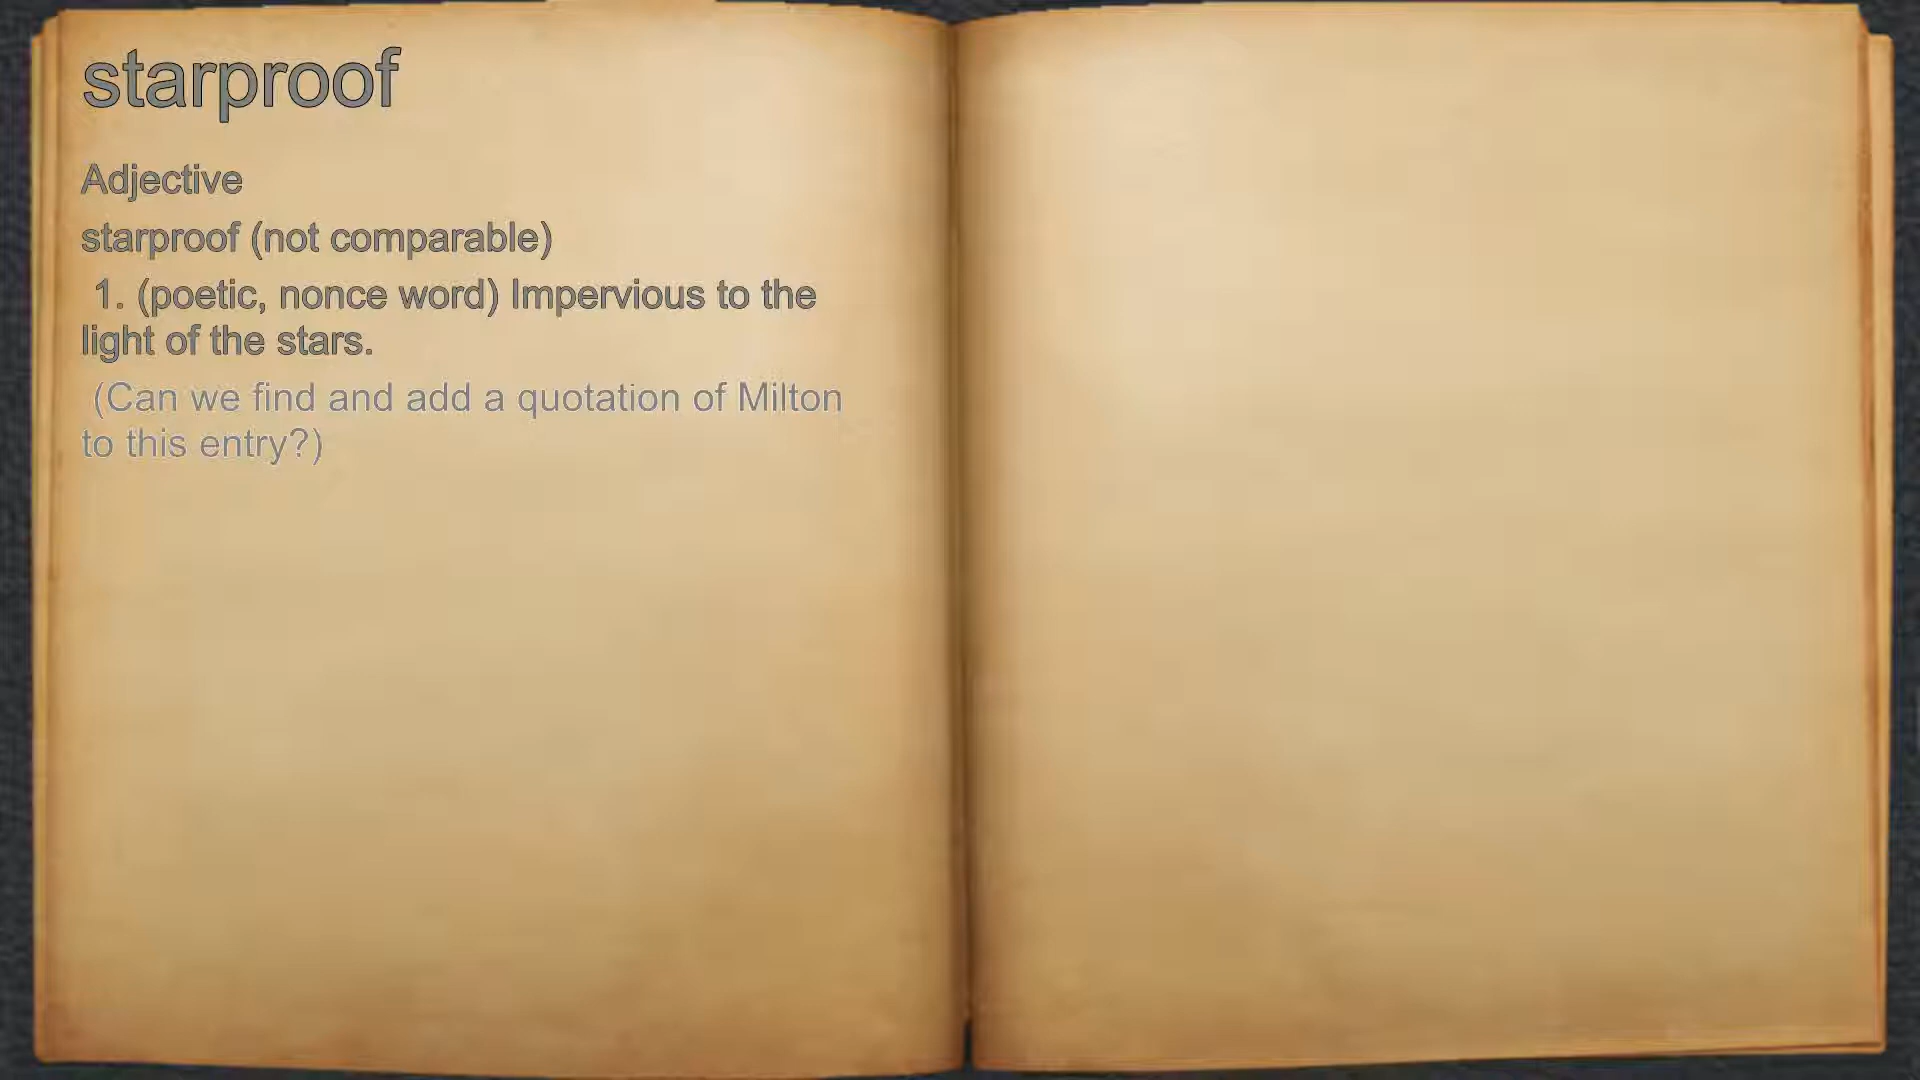 starproof
Adjective
starproof (not comparable)
1. (poetic, nonce word) Impervious to the
light of the stars.
(Can we find and add a quotation of Milton
to this entry?)